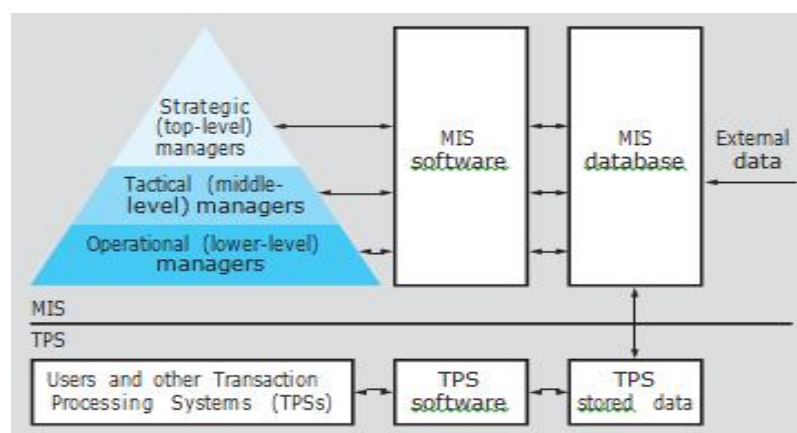 Strategic
(top-level)
managers
Tactical (middle-
level) managers
Operational (lower-level)
managers
MIS
software
MIS
database
External
data
MIS
TPS
Users and other Transaction
Processing Systems (TPSs)
TPS
software
TPS
stored data